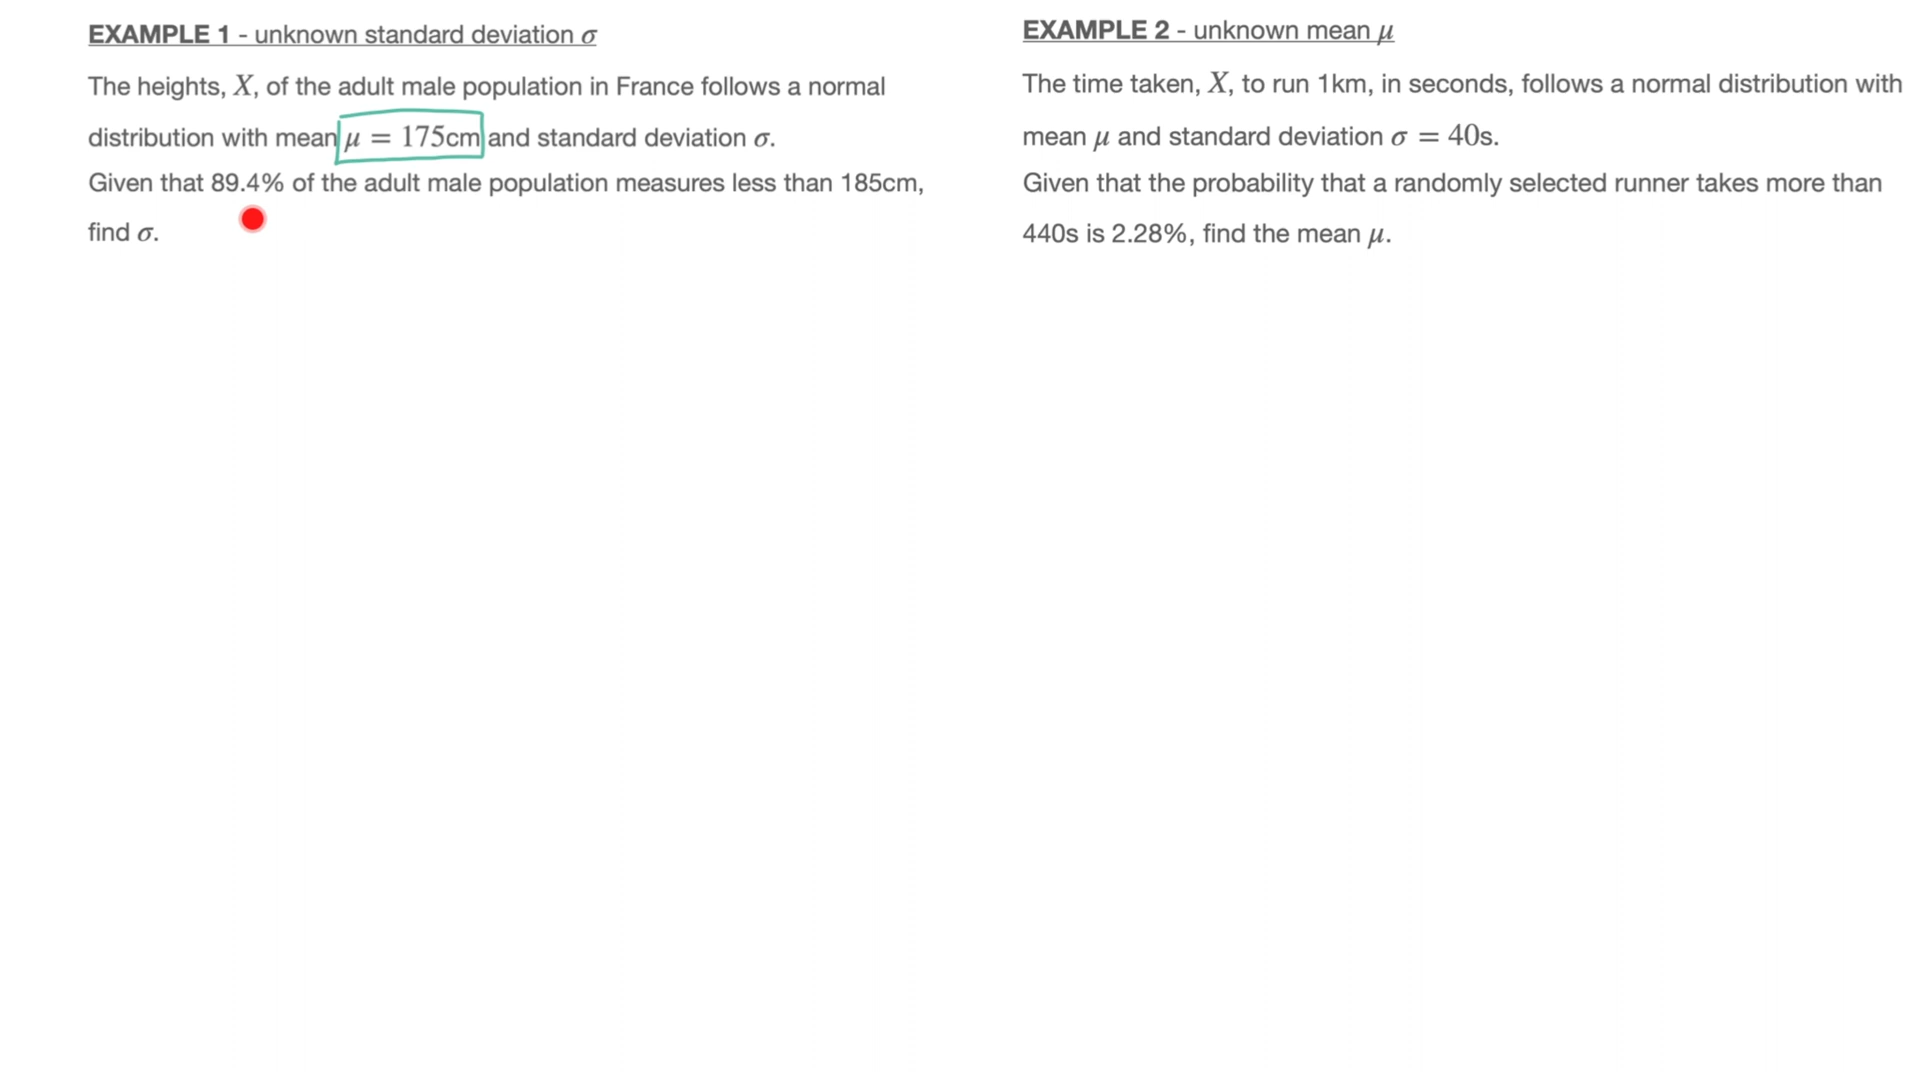 EXAMPLE 1 - unknown standard deviation σ
The heights, X, of the adult male population in France follows a normal
distribution with mean μ = 175cm and standard deviation σ.
Given that 89.4% of the adult male population measures less than 185cm,
find σ.
EXAMPLE 2 - unknown mean μ
The time taken, X, to run 1km, in seconds, follows a normal distribution with
mean μ and standard deviation σ = 40s.
Given that the probability that a randomly selected runner takes more than
440s is 2.28%, find the mean μ.